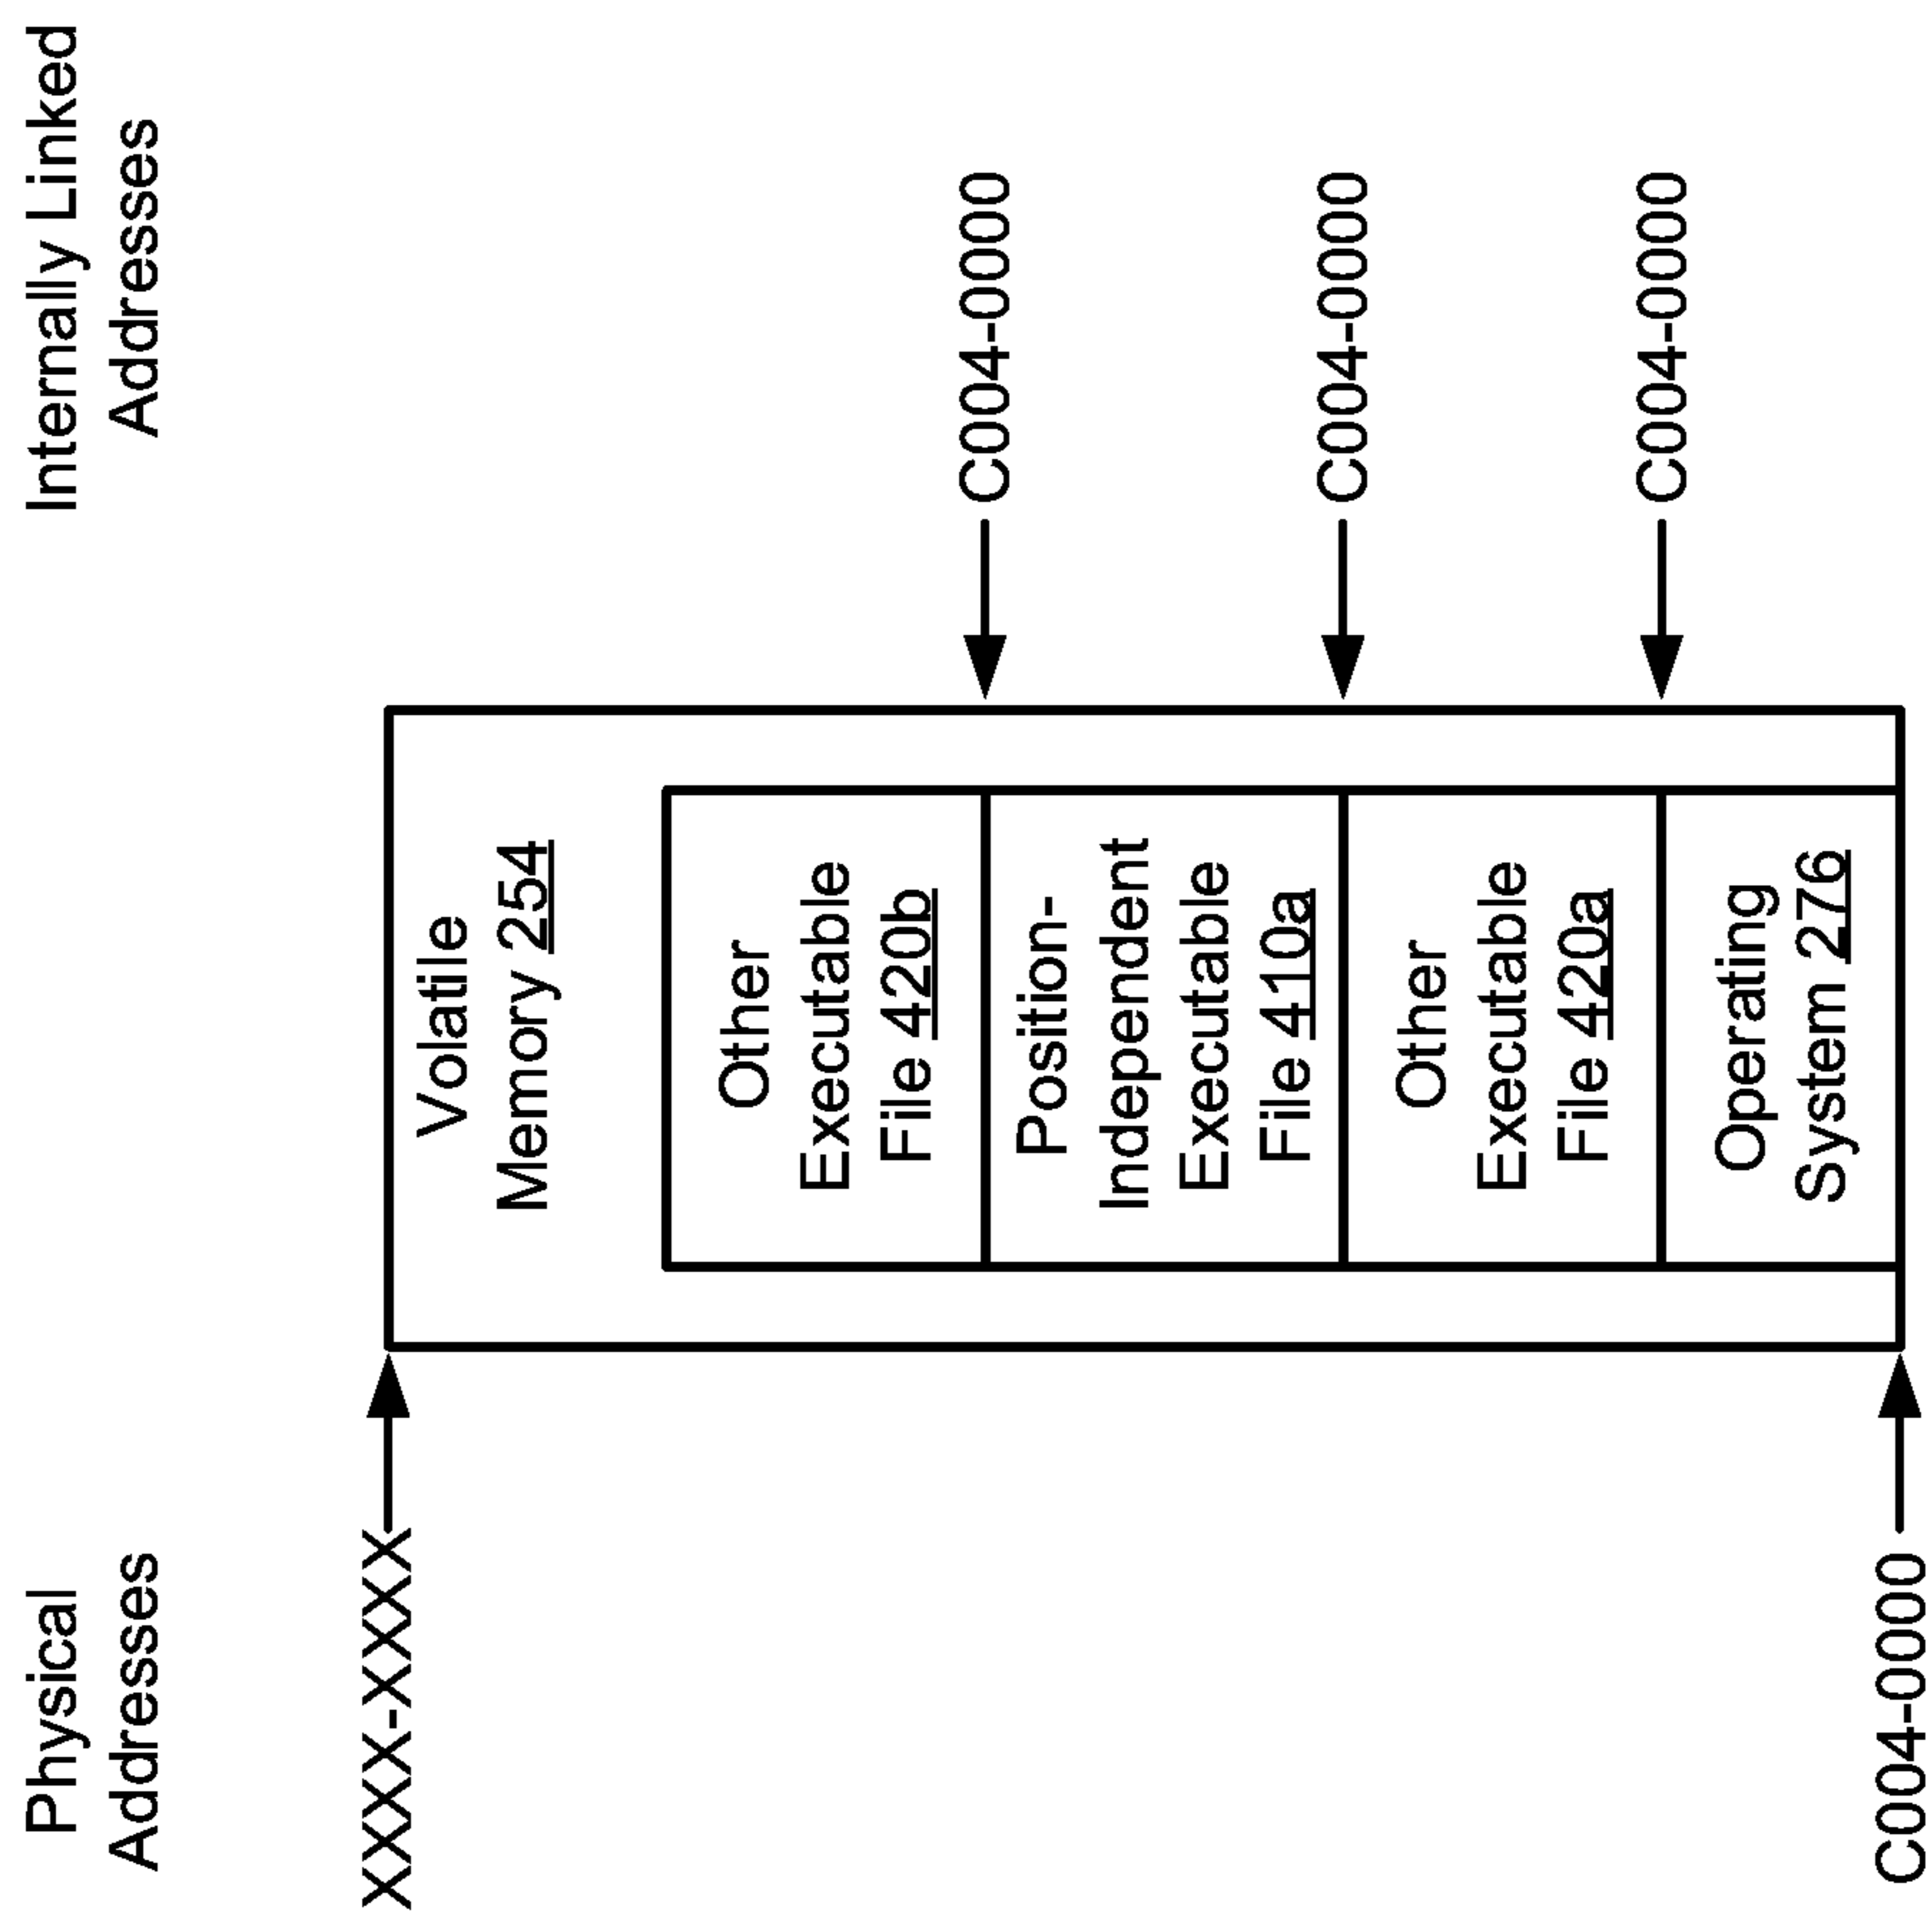 Physical
Addresses
Internally Linked
Addresses
XXXX-XXXX
Volatile
Memory 254
Other
Executable
File 420b
C004-0000
Position-
Independent
Executable
File 410a
C004-0000
Other
Executable
File 420a
C004-0000
Operating
System 276
C004-0000